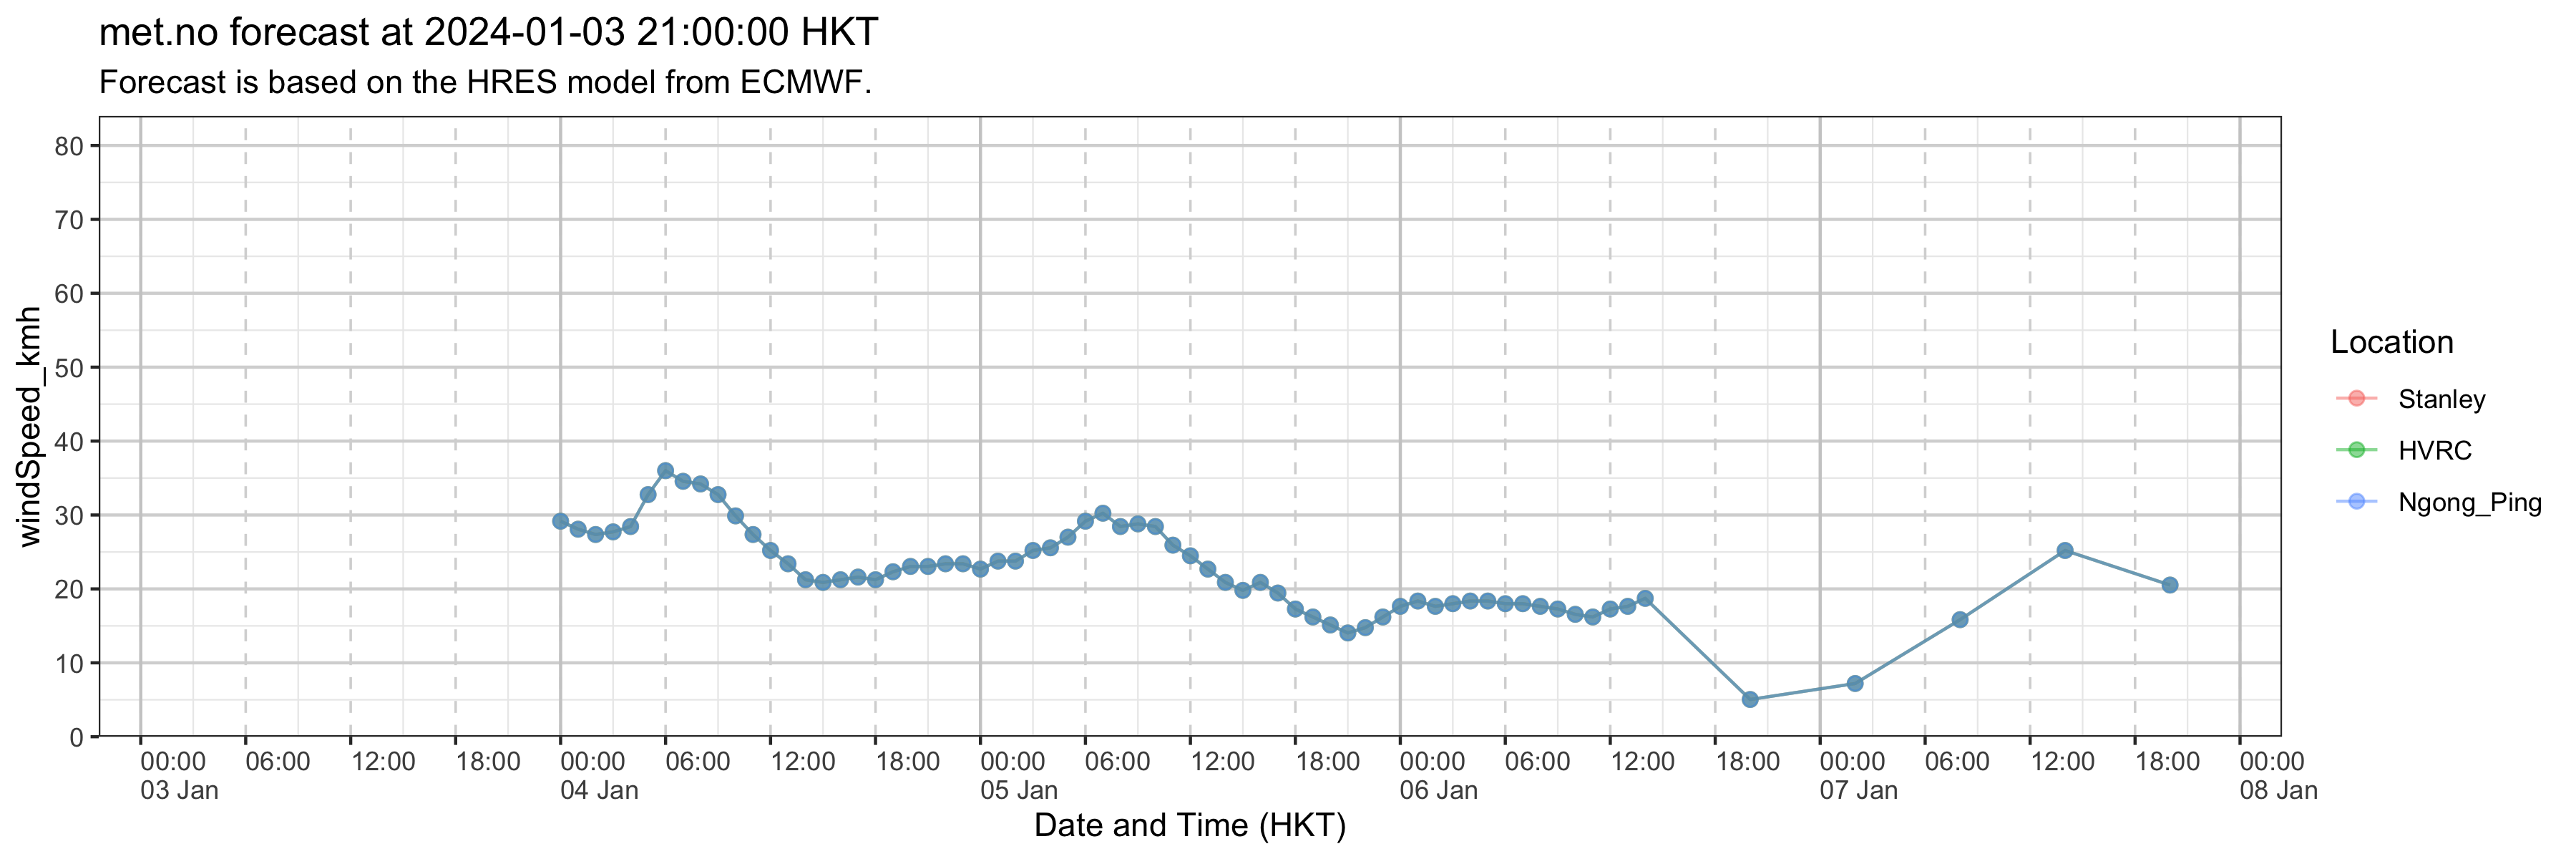 met.no forecast at 2024-01-03 21:00:00 HKT
Forecast is based on the HRES model from ECMWF.
windSpeed_kmh
80
70
60
50
40
30
20
10
0
00:00 06:00 12:00 18:00 00:00 06:00 12:00 18:00 00:00 06:00 12:00 18:00 00:00 06:00 12:00 18:00 00:00 06:00 12:00 18:00 00:00
03 Jan 04 Jan 05 Jan 06 Jan 07 Jan 08 Jan
Date and Time (HKT)
Location
Stanley
HVRC
Ngong_Ping